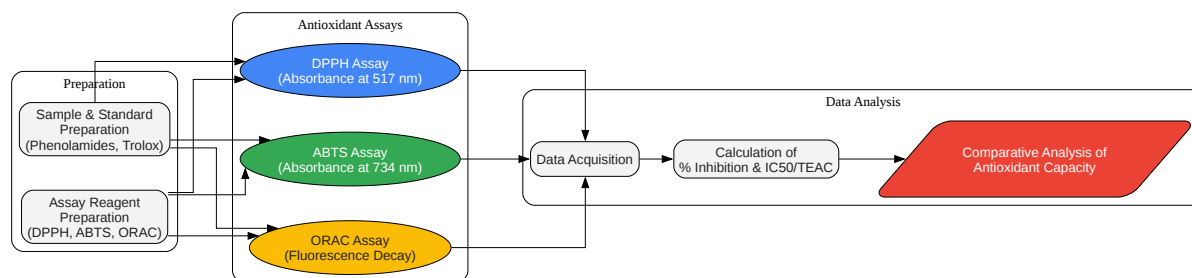 Preparation
Sample & Standard
Preparation
(Phenolamides, Trolox)
Assay Reagent
Preparation
(DPPH, ABTS, ORAC)
Antioxidant Assays
DPPH Assay
(Absorbance at 517 nm)
ABTS Assay
(Absorbance at 734 nm)
ORAC Assay
(Fluorescence Decay)
Data Analysis
Data Acquisition
Calculation of
% Inhibition & IC50/TEAC
Comparative Analysis of
Antioxidant Capacity